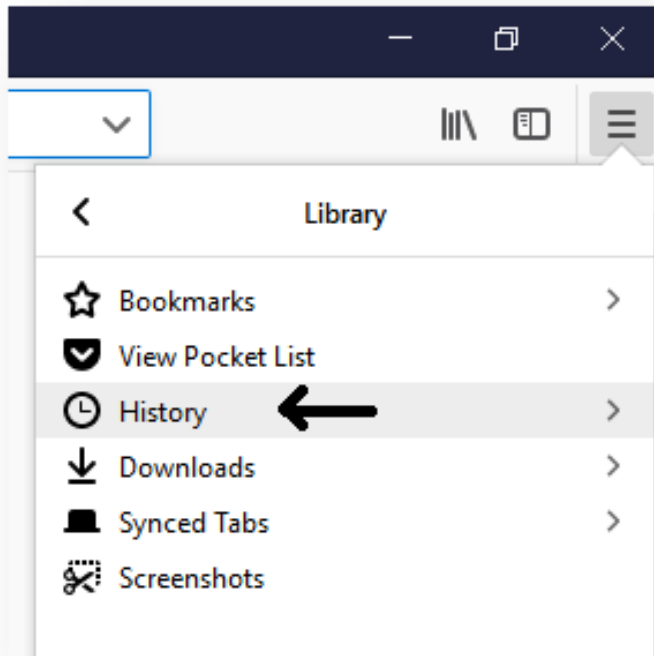 Library
Bookmarks
View Pocket List
History
Downloads
Synced Tabs
Screenshots